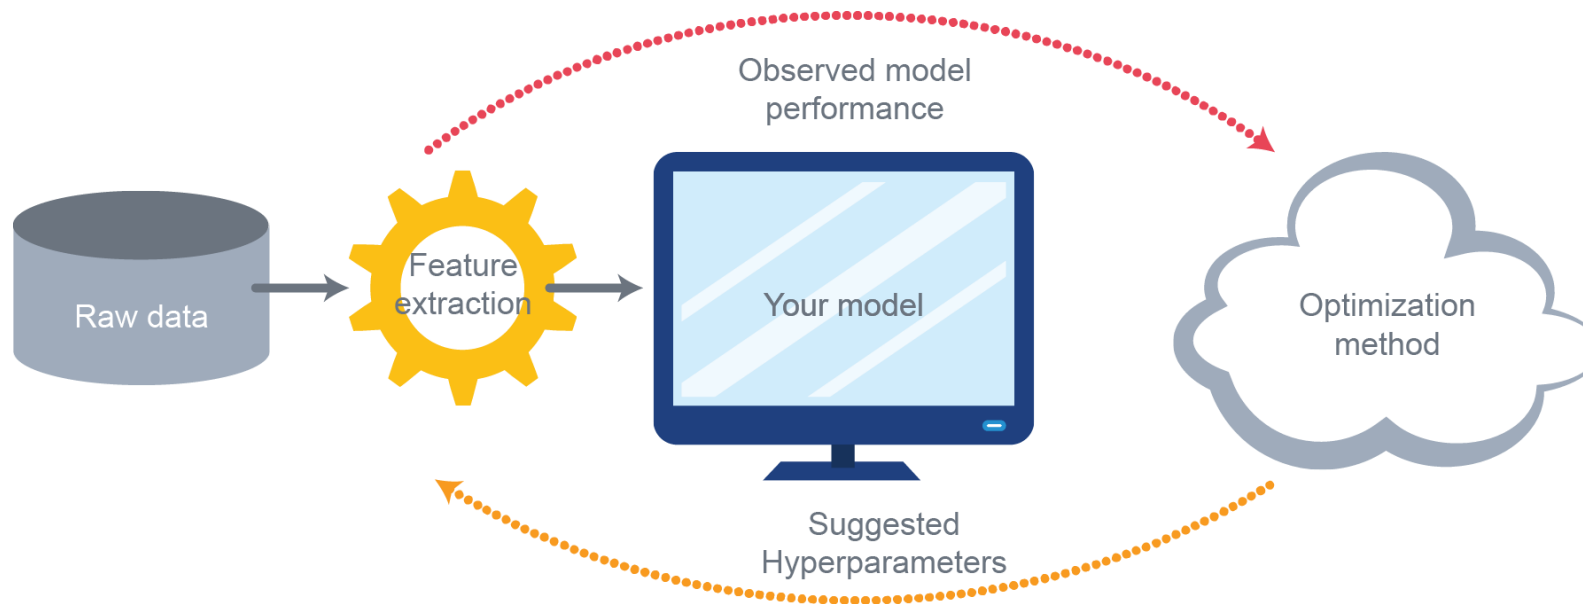 Observed model
performance
Raw data
Feature
extraction
Your model
Optimization
method
Suggested
Hyperparameters